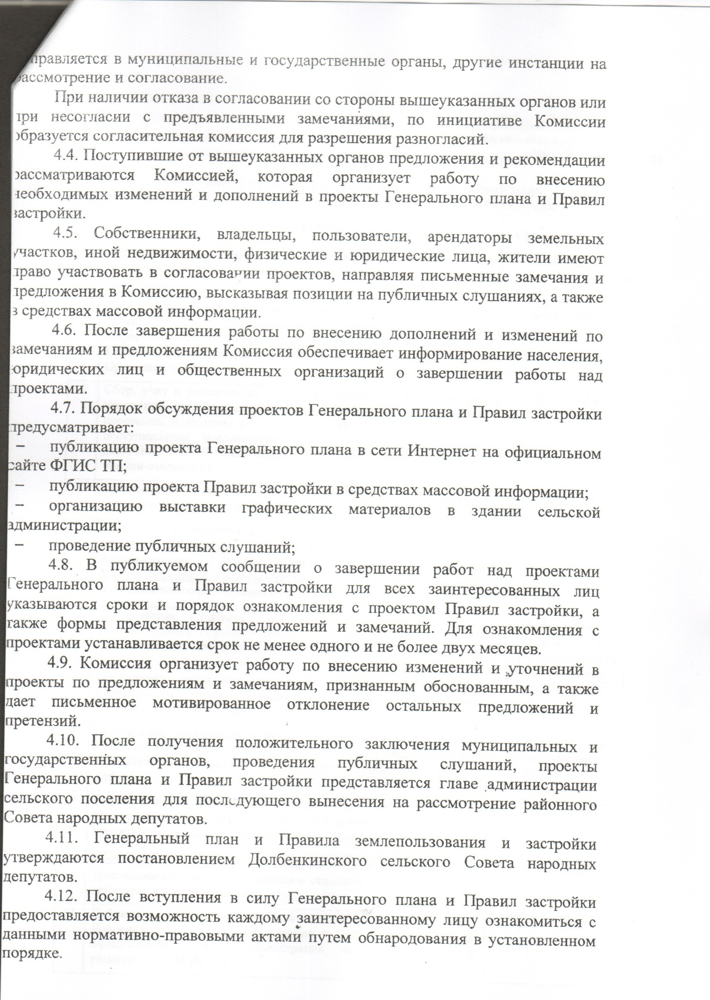 правляется в муниципальные и государственные органы, другие инстанции на
рассмотрение и согласование.
При наличии отказа в согласовании со стороны вышеуказанных органов или
при несогласии с предъявленными замечаниями, по инициативе Комиссии
образуется согласительная комиссия для разрешения разногласий.
4.4. Поступившие от вышеуказанных органов предложения и рекомендации
рассматриваются Комиссией, которая организует работу по внесению
необходимых изменений и дополнений в проекты Генерального плана и Правил
застройки.
4.5. Собственники, владельцы, пользователи, арендаторы земельных
участков, иной недвижимости, физические и юридические лица, жители имеют
право участвовать в согласовании проектов, направляя письменные замечания и
предложения в Комиссию, высказывая позиции на публичных слушаниях, а также
в средствах массовой информации.
4.6. После завершения работы по внесению дополнений и изменений по
замечаниям и предложениям Комиссия обеспечивает информирование населения,
юридических лиц и общественных организаций о завершении работы над
проектами.
4.7. Порядок обсуждения проектов Генерального плана и Правил застройки
предусматривает:
– публикацию проекта Генерального плана в сети Интернет на официальном
сайте ФГИС ТП;
– публикацию проекта Правил застройки в средствах массовой информации;
– организацию выставки графических материалов в здании сельской
администрации;
– проведение публичных слушаний;
4.8. В публикуемом сообщении о завершении работ над проектами
Генерального плана и Правил застройки для всех заинтересованных лиц
указываются сроки и порядок ознакомления с проектом Правил застройки, а
также формы представления предложений и замечаний. Для ознакомления с
проектами устанавливается срок не менее одного и не более двух месяцев.
4.9. Комиссия организует работу по внесению изменений и уточнений в
проекты по предложениям и замечаниям, признанным обоснованным, а также
дает письменное мотивированное отклонение остальных предложений и
претензий.
4.10. После получения положительного заключения муниципальных и
государственных органов, проведения публичных слушаний, проекты
Генерального плана и Правил застройки представляется главе администрации
сельского поселения для последующего вынесения на рассмотрение районного
Совета народных депутатов.
4.11. Генеральный план и Правила землепользования и застройки
утверждаются постановлением Долбенкинского сельского Совета народных
депутатов.
4.12. После вступления в силу Генерального плана и Правил застройки
предоставляется возможность каждому заинтересованному лицу ознакомиться с
данными нормативно-правовыми актами путем обнародования в установленном
порядке.